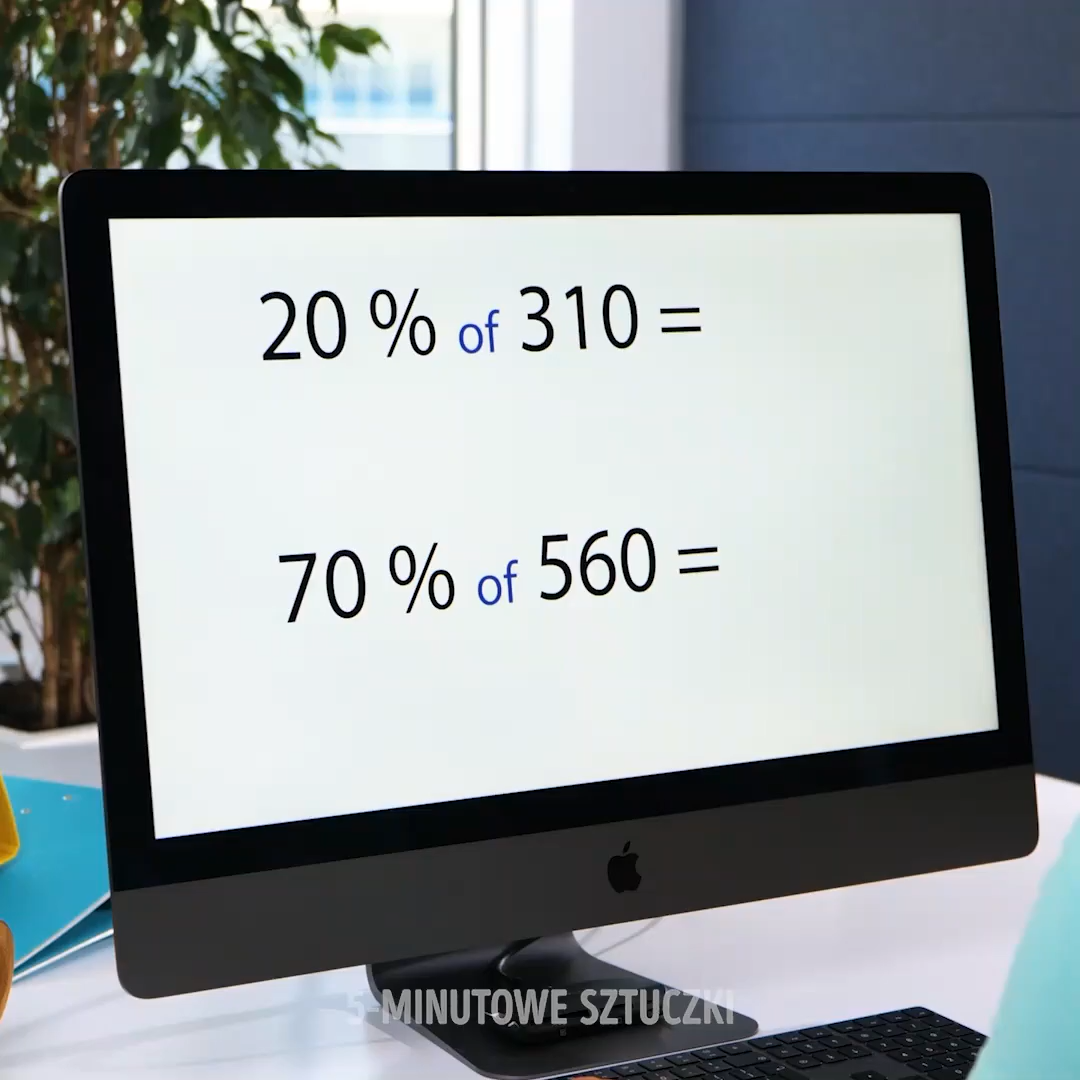 20 % of 310 =
70 % of 560 =
5-MINUTOWE SZTUCZKI